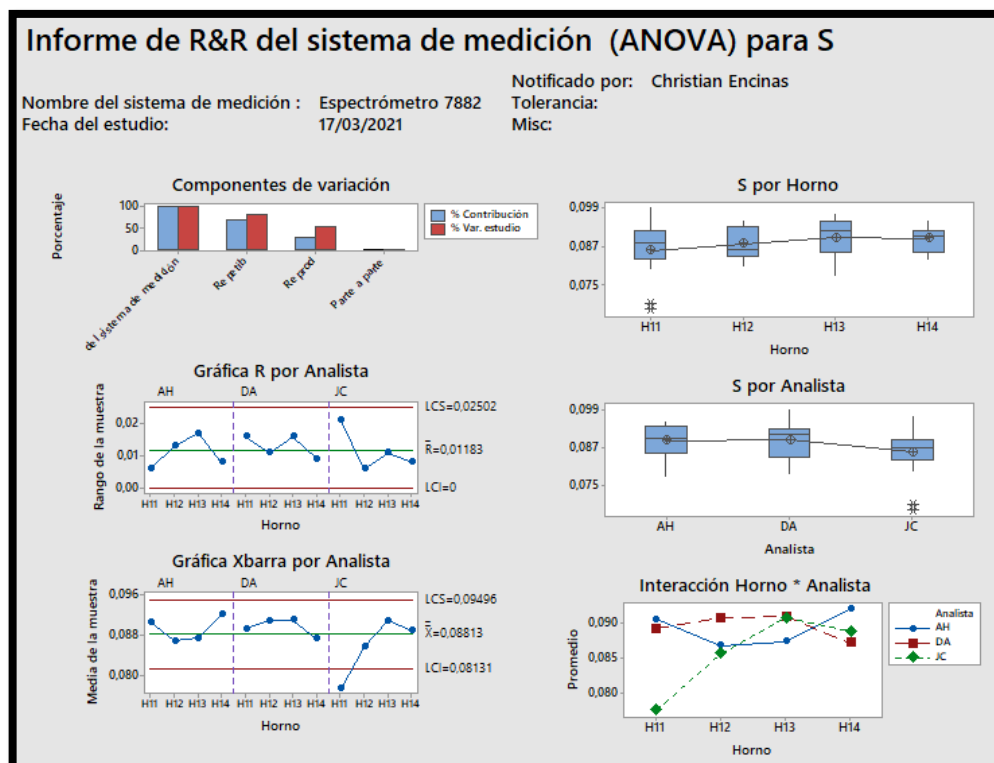 Informe de R&R del sistema de medición (ANOVA) para S
Notificado por: Christian Encinas
Nombre del sistema de medición : Espectrómetro 7882
Tolerancia:
Fecha del estudio: 17/03/2021
Misc:
Componentes de variación
Porcentaje
100
50
0
% Contribución
% Var. estudio
del sistema de medición
Repetib
Reprod
Parte a parte
S por Horno
0,099
0,087
0,075
H11 H12 H13 H14
Horno
Gráfica R por Analista
AH DA JC
Rango de la muestra
0,02
0,01
0,00
LCS=0,02502
R=0,01183
LCI=0
H11 H12 H13 H14 H11 H12 H13 H14 H11 H12 H13 H14
Horno
S por Analista
0,099
0,087
0,075
AH DA JC
Analista
Gráfica Xbarra por Analista
AH DA JC
Media de la muestra
0,096
0,088
0,080
LCS=0,09496
X=0,08813
LCI=0,08131
H11 H12 H13 H14 H11 H12 H13 H14 H11 H12 H13 H14
Horno
Interacción Horno * Analista
Promedio
0,090
0,085
0,080
Analista
AH
DA
JC
H11 H12 H13 H14
Horno